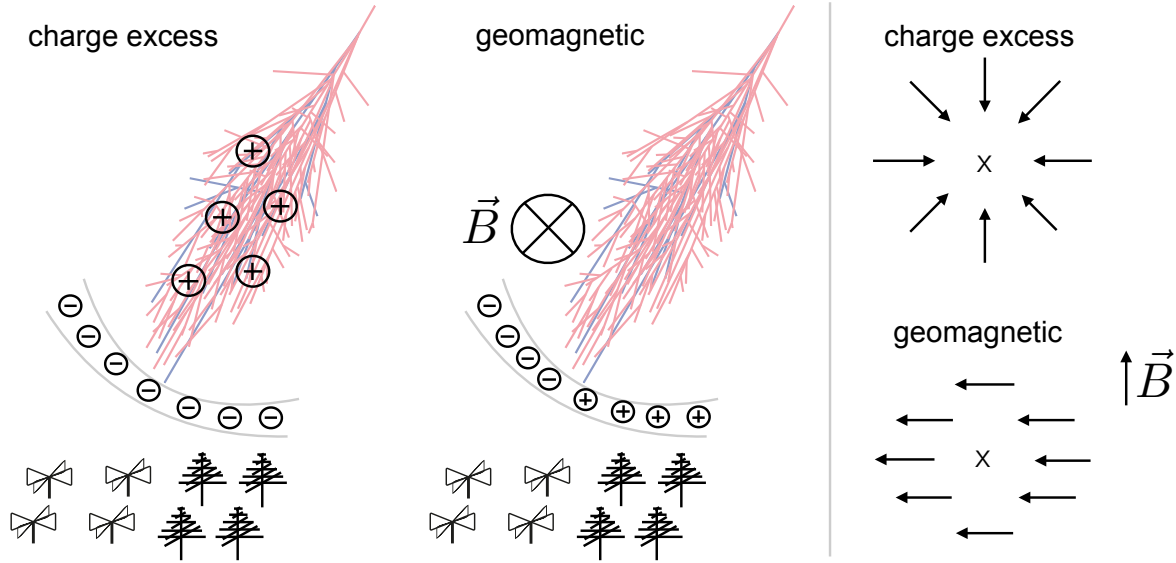 charge excess
geomagnetic
charge excess
+
+
+
+
+
B⃗
X
− − − − − − − −
− − − − + + + +
geomagnetic
B⃗
X